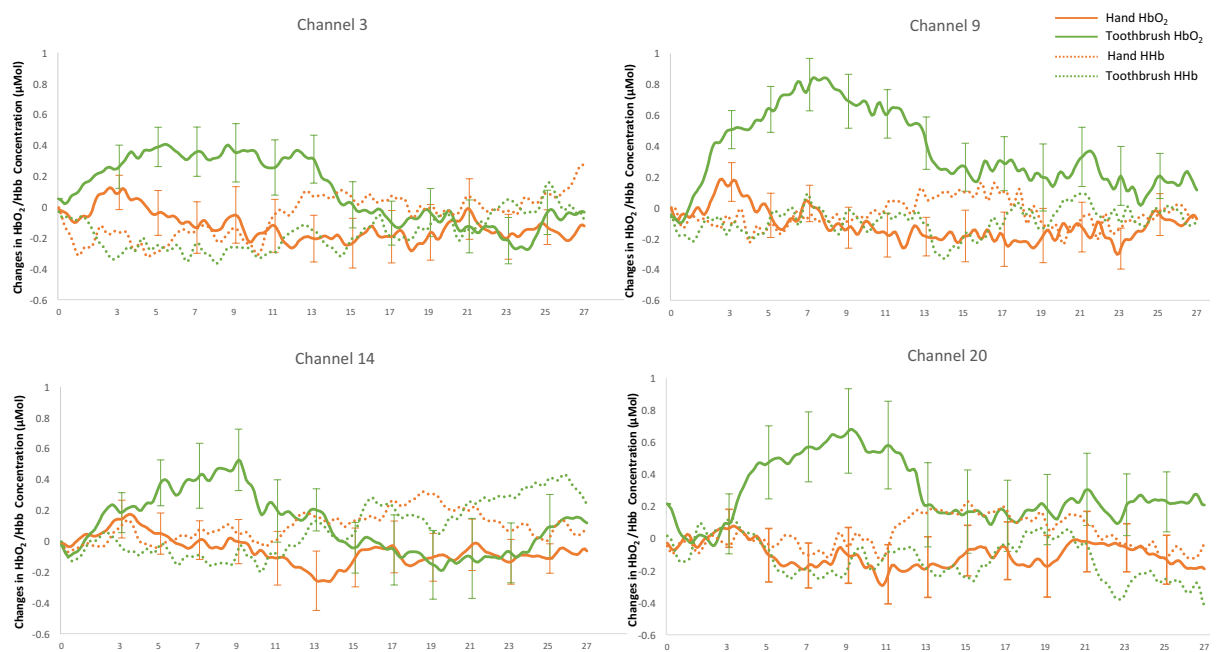 Channel 3
Changes in HbO₂ /Hbb Concentration (µMol)
1
0.8
0.6
0.4
0.2
0
-0.2
-0.4
-0.6
0 3 5 7 9 11 13 15 17 19 21 23 25 27
Channel 9
Hand HbO₂
Toothbrush HbO₂
Hand HHb
Toothbrush HHb
Changes in HbO₂ /Hbb Concentration (µMol)
1
0.8
0.6
0.4
0.2
0
-0.2
-0.4
-0.6
0 3 5 7 9 11 13 15 17 19 21 23 25 27
Channel 14
Changes in HbO₂ /Hbb Concentration (µMol)
1
0.8
0.6
0.4
0.2
0
-0.2
-0.4
-0.6
0 3 5 7 9 11 13 15 17 19 21 23 25 27
Channel 20
Changes in HbO₂ /Hbb Concentration (µMol)
1
0.8
0.6
0.4
0.2
0
-0.2
-0.4
-0.6
0 3 5 7 9 11 13 15 17 19 21 23 25 27